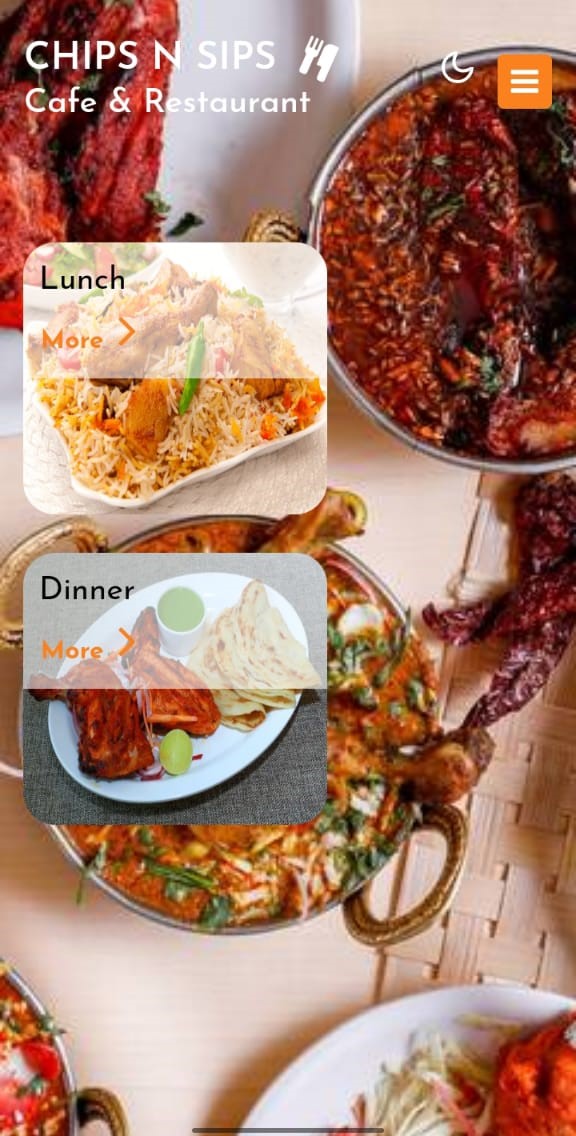 CHIPS N SIPS
Cafe & Restaurant
Lunch
More
Dinner
More